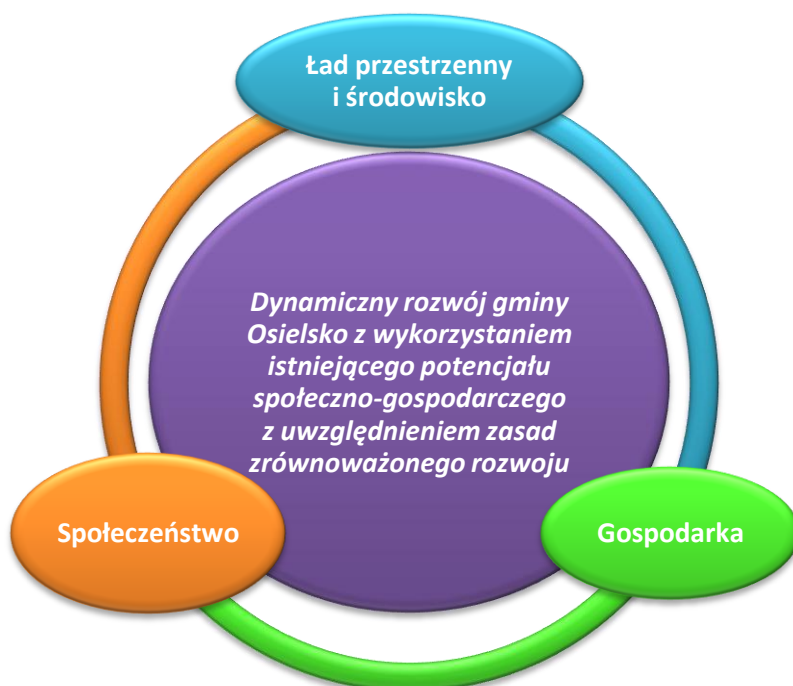 Ład przestrzenny
i środowisko
Dynamiczny rozwój gminy
Osielsko z wykorzystaniem
istniejącego potencjału
społeczno-gospodarczego
z uwzględnieniem zasad
zrównoważonego rozwoju
Społeczeństwo
Gospodarka